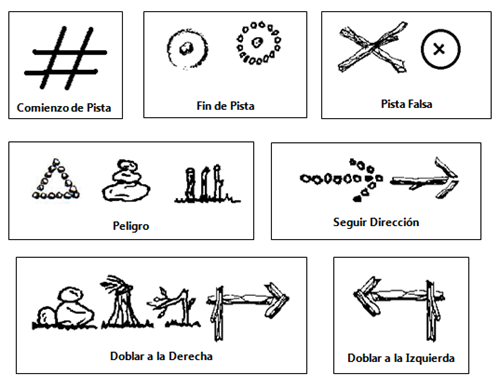 Comienzo de Pista
Fin de Pista
Pista Falsa
Peligro
Seguir Dirección
Doblar a la Derecha
Doblar a la Izquierda